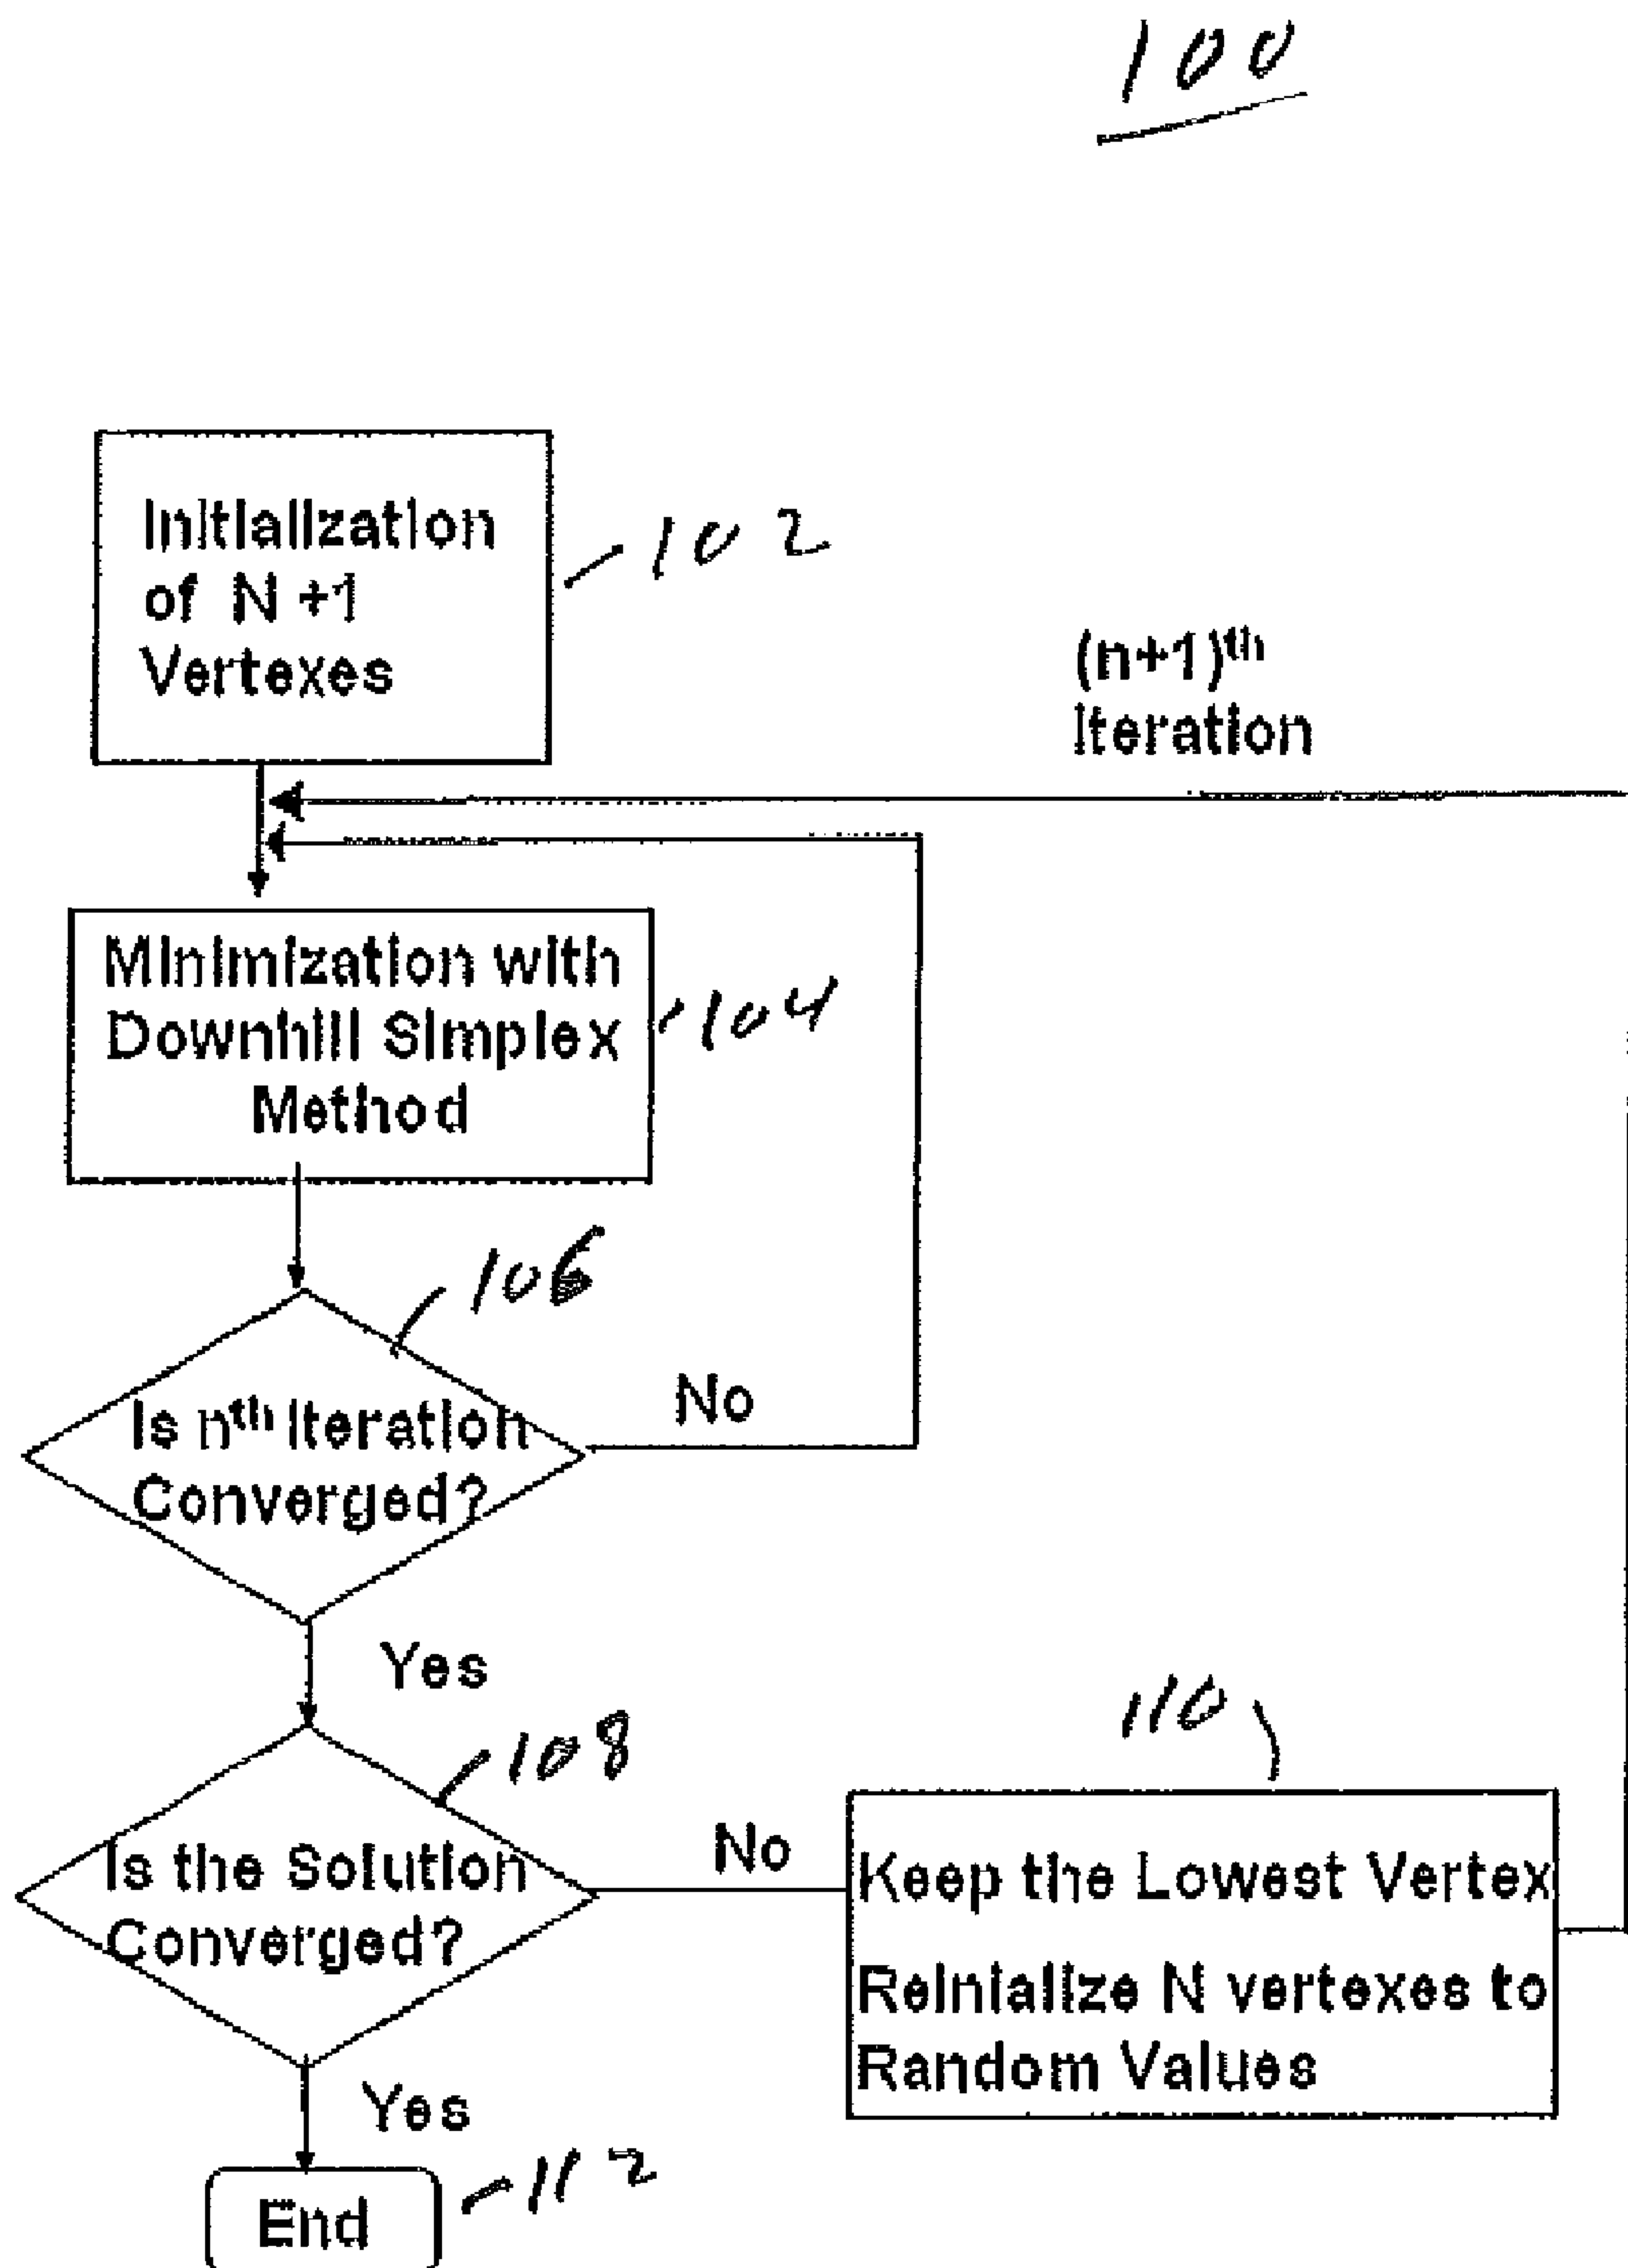 100
Initialization
of N +1
Vertexes
102
(n+1)th
Iteration
Minimization with
Downhill Simplex
Method
104
106
Is nth Iteration
Converged?
No
Yes
108
Is the Solution
Converged?
No
110
Keep the Lowest Vertex
Reinialize N vertexes to
Random Values
Yes
End
112